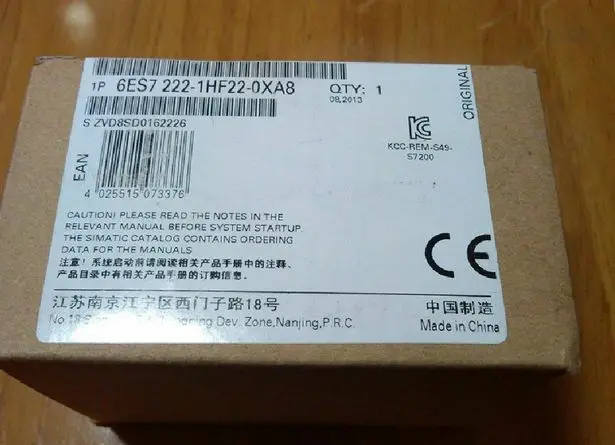 1P 6ES7 222-1HF22-0XA8
QTY: 1
08,2013
ORIGINAL
S ZVD8SD0162226
EAN
4 025515 073376
KC
KCC-REM-S49-
S7200
CAUTION! PLEASE READ THE NOTES IN THE
RELEVANT MANUAL BEFORE SYSTEM STARTUP.
THE SIMATIC CATALOG CONTAINS ORDERING
DATA FOR THE MANUALS
注意!系统启动前请阅读相关产品手册中的注释、
产品目录中有相关产品手册的订购信息。
CE
江苏南京江宁区西门子路18号
No.18 Dev. Zone,Nanjing,P.R.C.
中国制造
Made in China